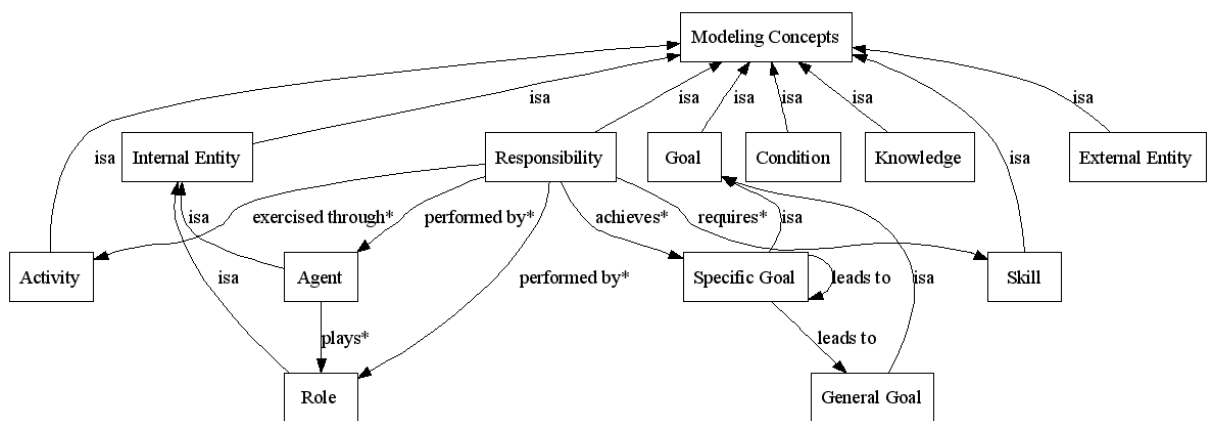 Modeling Concepts
isa
isa
isa
isa
isa
isa
isa
isa
Internal Entity
Responsibility
Goal
Condition
Knowledge
External Entity
isa
exercised through*
performed by*
achieves*
isa
requires*
Activity
isa
Agent
performed by*
Specific Goal
leads to
isa
Skill
plays*
leads to
Role
General Goal